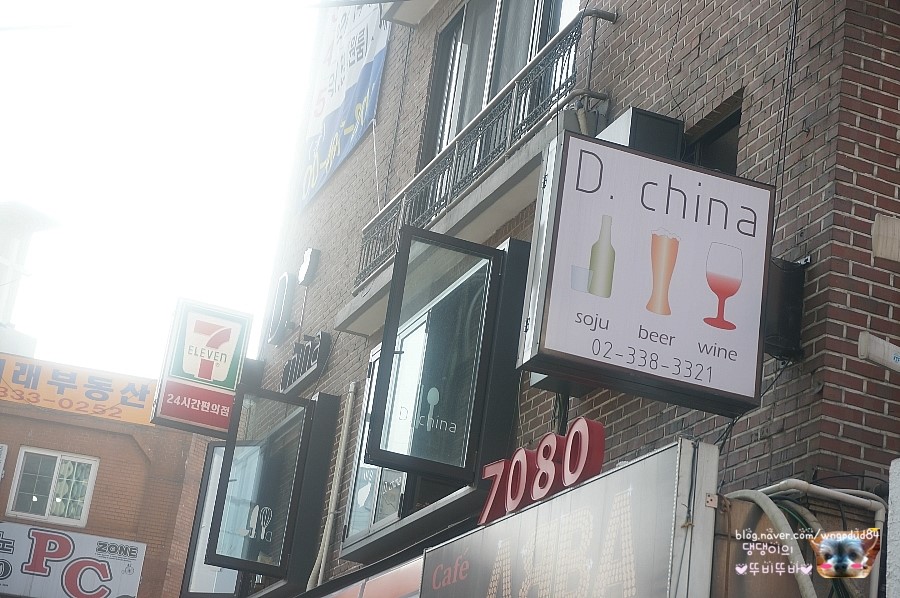 D. china
soju
beer
wine
02-338-3321
7
ELEVEN
24시간편의점
래부동산
333-0252
china
D.china
7080
Café
PC
ZONE
blog.naver.com/wnordid84
댕댕이의
♥뚜비뚜바♥